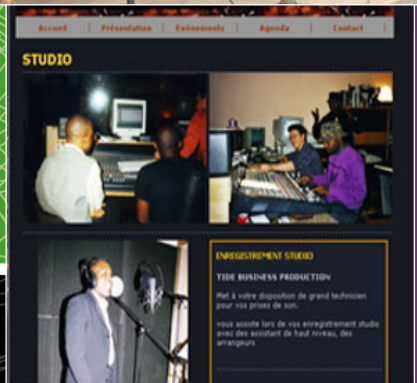 Accueil Présentation Evénements Agenda Contact
STUDIO
ENREGISTREMENT STUDIO
TIDE BUSINESS PRODUCTION
Met à votre disposition de grand technicien
pour vos prises de son.
vous assiste lors de vos enregistrement studio
avec des assistant de haut niveau, des
arrangeurs